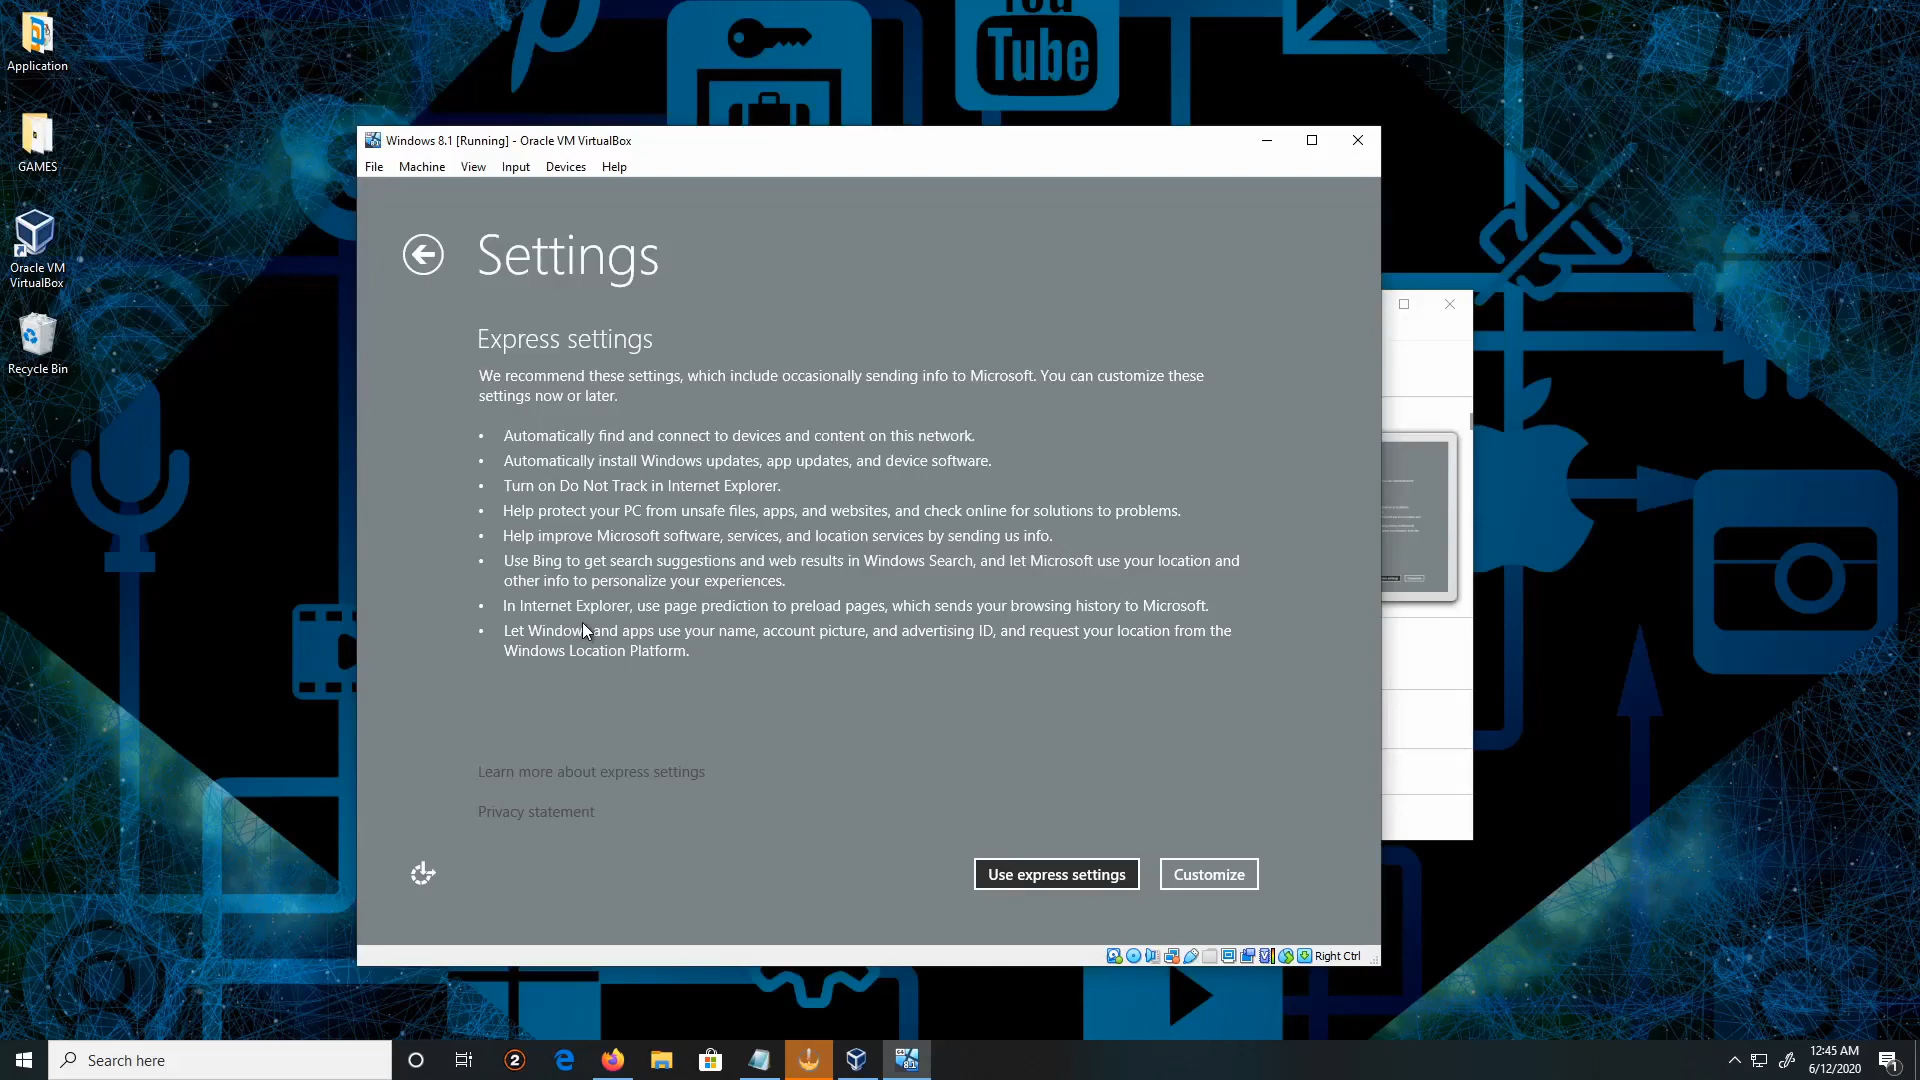 You
Tube
Application
GAMES
Oracle VM
VirtualBox
Recycle Bin
Windows 8.1 [Running] - Oracle VM VirtualBox
File Machine View Input Devices Help
Settings
Express settings
We recommend these settings, which include occasionally sending info to Microsoft. You can customize these
settings now or later.
• Automatically find and connect to devices and content on this network.
• Automatically install Windows updates, app updates, and device software.
• Turn on Do Not Track in Internet Explorer.
• Help protect your PC from unsafe files, apps, and websites, and check online for solutions to problems.
• Help improve Microsoft software, services, and location services by sending us info.
• Use Bing to get search suggestions and web results in Windows Search, and let Microsoft use your location and
other info to personalize your experiences.
• In Internet Explorer, use page prediction to preload pages, which sends your browsing history to Microsoft.
• Let Windows and apps use your name, account picture, and advertising ID, and request your location from the
Windows Location Platform.
Learn more about express settings
Privacy statement
Use express settings Customize
Right Ctrl
Search here
2
8.1
12:45 AM
6/12/2020
1